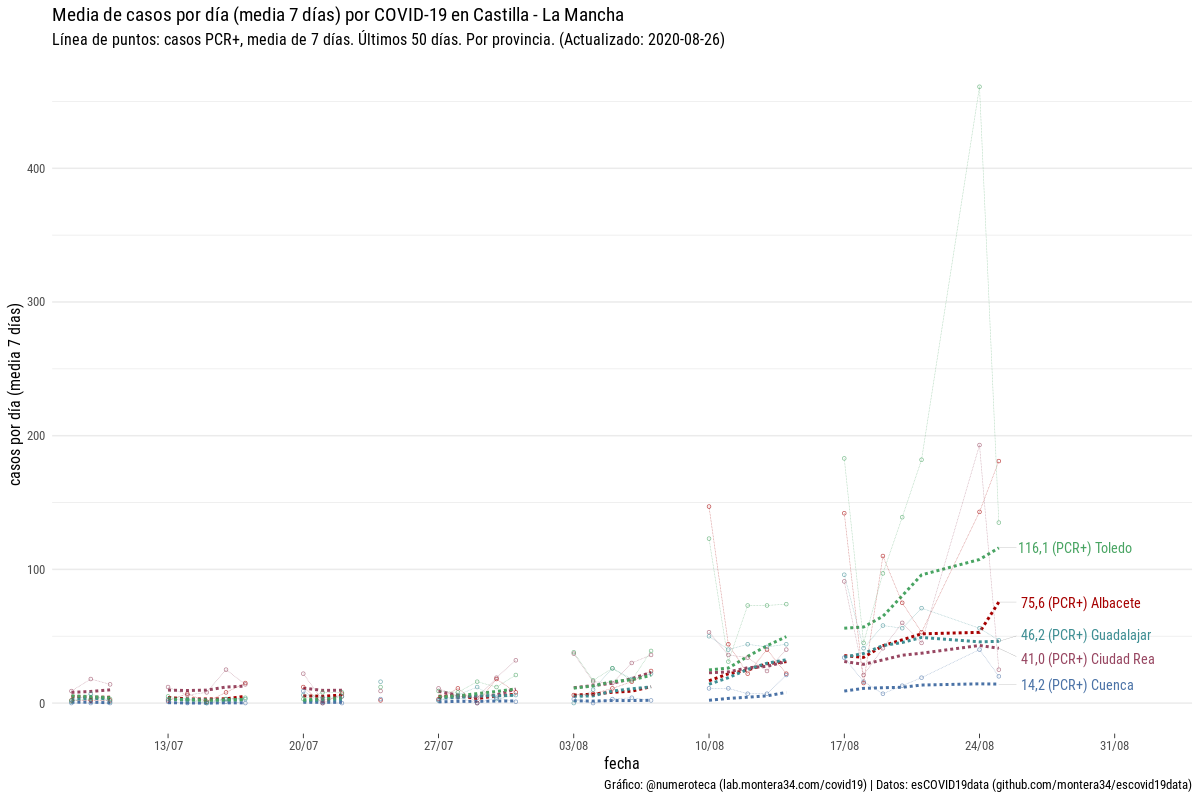 Media de casos por día (media 7 días) por COVID-19 en Castilla - La Mancha
Línea de puntos: casos PCR+, media de 7 días. Últimos 50 días. Por provincia. (Actualizado: 2020-08-26)
casos por día (media 7 días)
400
300
200
100
0
116,1 (PCR+) Toledo
75,6 (PCR+) Albacete
46,2 (PCR+) Guadalajar
41,0 (PCR+) Ciudad Rea
14,2 (PCR+) Cuenca
13/07
20/07
27/07
03/08
10/08
17/08
24/08
31/08
fecha
Gráfico: @numeroteca (lab.montera34.com/covid19) | Datos: esCOVID19data (github.com/montera34/escovid19data)